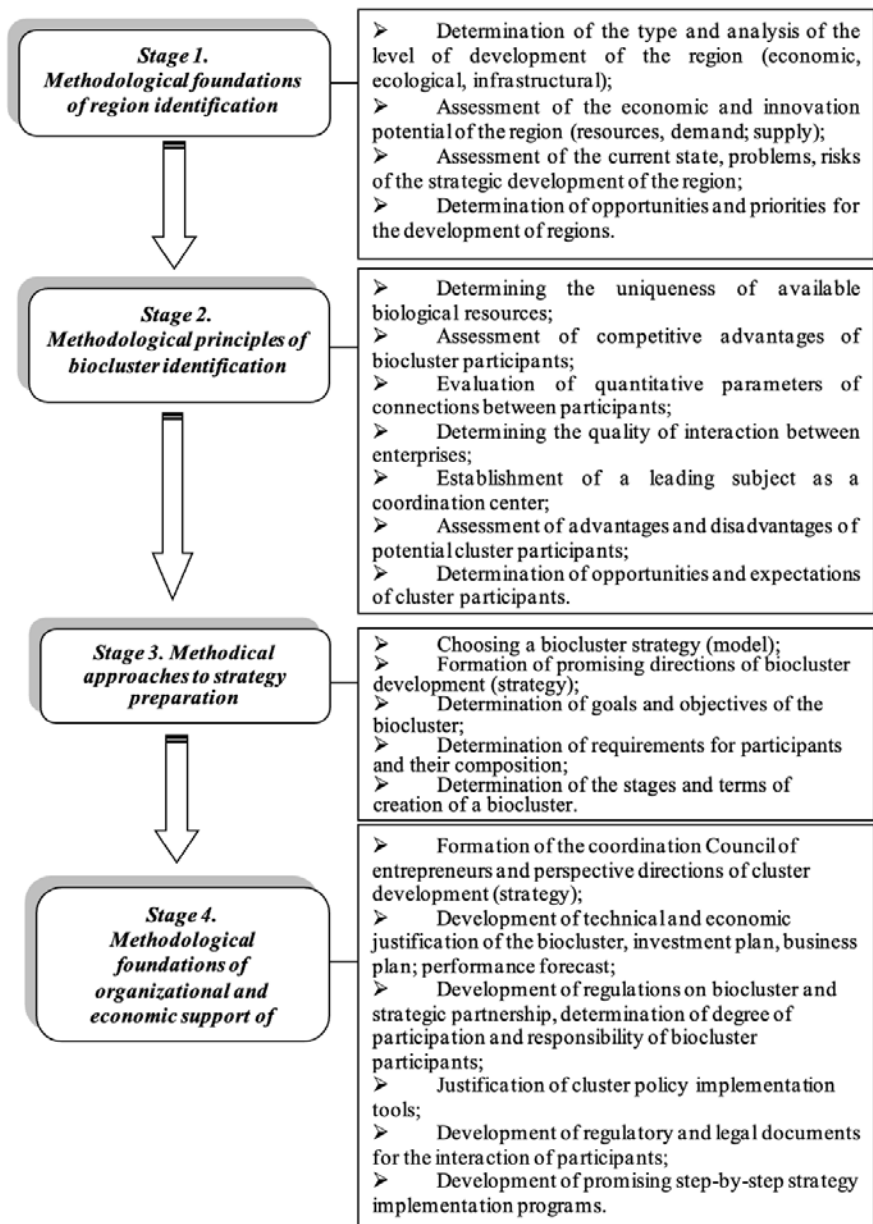 Stage 1.
Methodological foundations
of region identification
➢ Determination of the type and analysis of the
level of development of the region (economic,
ecological, infrastructural);
➢ Assessment of the economic and innovation
potential of the region (resources, demand; supply);
➢ Assessment of the current state, problems, risks
of the strategic development of the region;
➢ Determination of opportunities and priorities for
the development of regions.
Stage 2.
Methodological principles of
biocluster identification
➢ Determining the uniqueness of available
biological resources;
➢ Assessment of competitive advantages of
biocluster participants;
➢ Evaluation of quantitative parameters of
connections between participants;
➢ Determining the quality of interaction between
enterprises;
➢ Establishment of a leading subject as a
coordination center;
➢ Assessment of advantages and disadvantages of
potential cluster participants;
➢ Determination of opportunities and expectations
of cluster participants.
Stage 3. Methodical
approaches to strategy
preparation
➢ Choosing a biocluster strategy (model);
➢ Formation of promising directions of biocluster
development (strategy);
➢ Determination of goals and objectives of the
biocluster;
➢ Determination of requirements for participants
and their composition;
➢ Determination of the stages and terms of
creation of a biocluster.
Stage 4.
Methodological
foundations of
organizational and
economic support of
➢ Formation of the coordination Council of
entrepreneurs and perspective directions of cluster
development (strategy);
➢ Development of technical and economic
justification of the biocluster, investment plan, business
plan; performance forecast;
➢ Development of regulations on biocluster and
strategic partnership, determination of degree of
participation and responsibility of biocluster
participants;
➢ Justification of cluster policy implementation
tools;
➢ Development of regulatory and legal documents
for the interaction of participants;
➢ Development of promising step-by-step strategy
implementation programs.